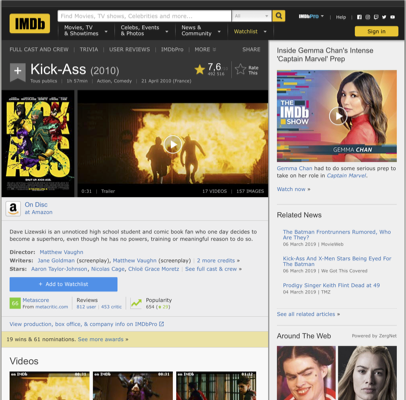 IMDb
Find Movies, TV shows, Celebrities and more...
All
IMDbPro
Help
Movies, TV
& Showtimes
Celebs, Events
& Photos
News &
Community
Watchlist
Sign in
FULL CAST AND CREW | TRIVIA | USER REVIEWS | IMDbPro | MORE
SHARE
Kick-Ass (2010)
7,6
Rate
This
Tous publics | 1h 57min | Action, Comedy | 21 April 2010 (France)
0:31 | Trailer
17 VIDEOS | 157 IMAGES
On Disc
at Amazon
Dave Lizewski is an unnoticed high school student and comic book fan who one day decides to
become a superhero, even though he has no powers, training or meaningful reason to do so.
Director: Matthew Vaughn
Writers: Jane Goldman (screenplay), Matthew Vaughn (screenplay) | 2 more credits »
Stars: Aaron Taylor-Johnson, Nicolas Cage, Chloë Grace Moretz | See full cast & crew »
+ Add to Watchlist
Metascore
From metacritic.com
Reviews
812 user | 453 critic
Popularity
View production, box office, & company info on IMDbPro
19 wins & 61 nominations. See more awards »
Videos
Inside Gemma Chan's Intense
'Captain Marvel' Prep
THE
IMDb
SHOW
GEMMA CHAN
Gemma Chan had to do some serious prep to
take on her role in Captain Marvel.
Watch now »
Related News
The Batman Frontrunners Rumored, Who
Are They?
06 March 2019 | MovieWeb
Kick-Ass And X-Men Stars Being Eyed For
The Batman
06 March 2019 | We Got This Covered
Prodigy Singer Keith Flint Dead at 49
04 March 2019 | TMZ
See all related articles »
Around The Web
Powered by ZergNet